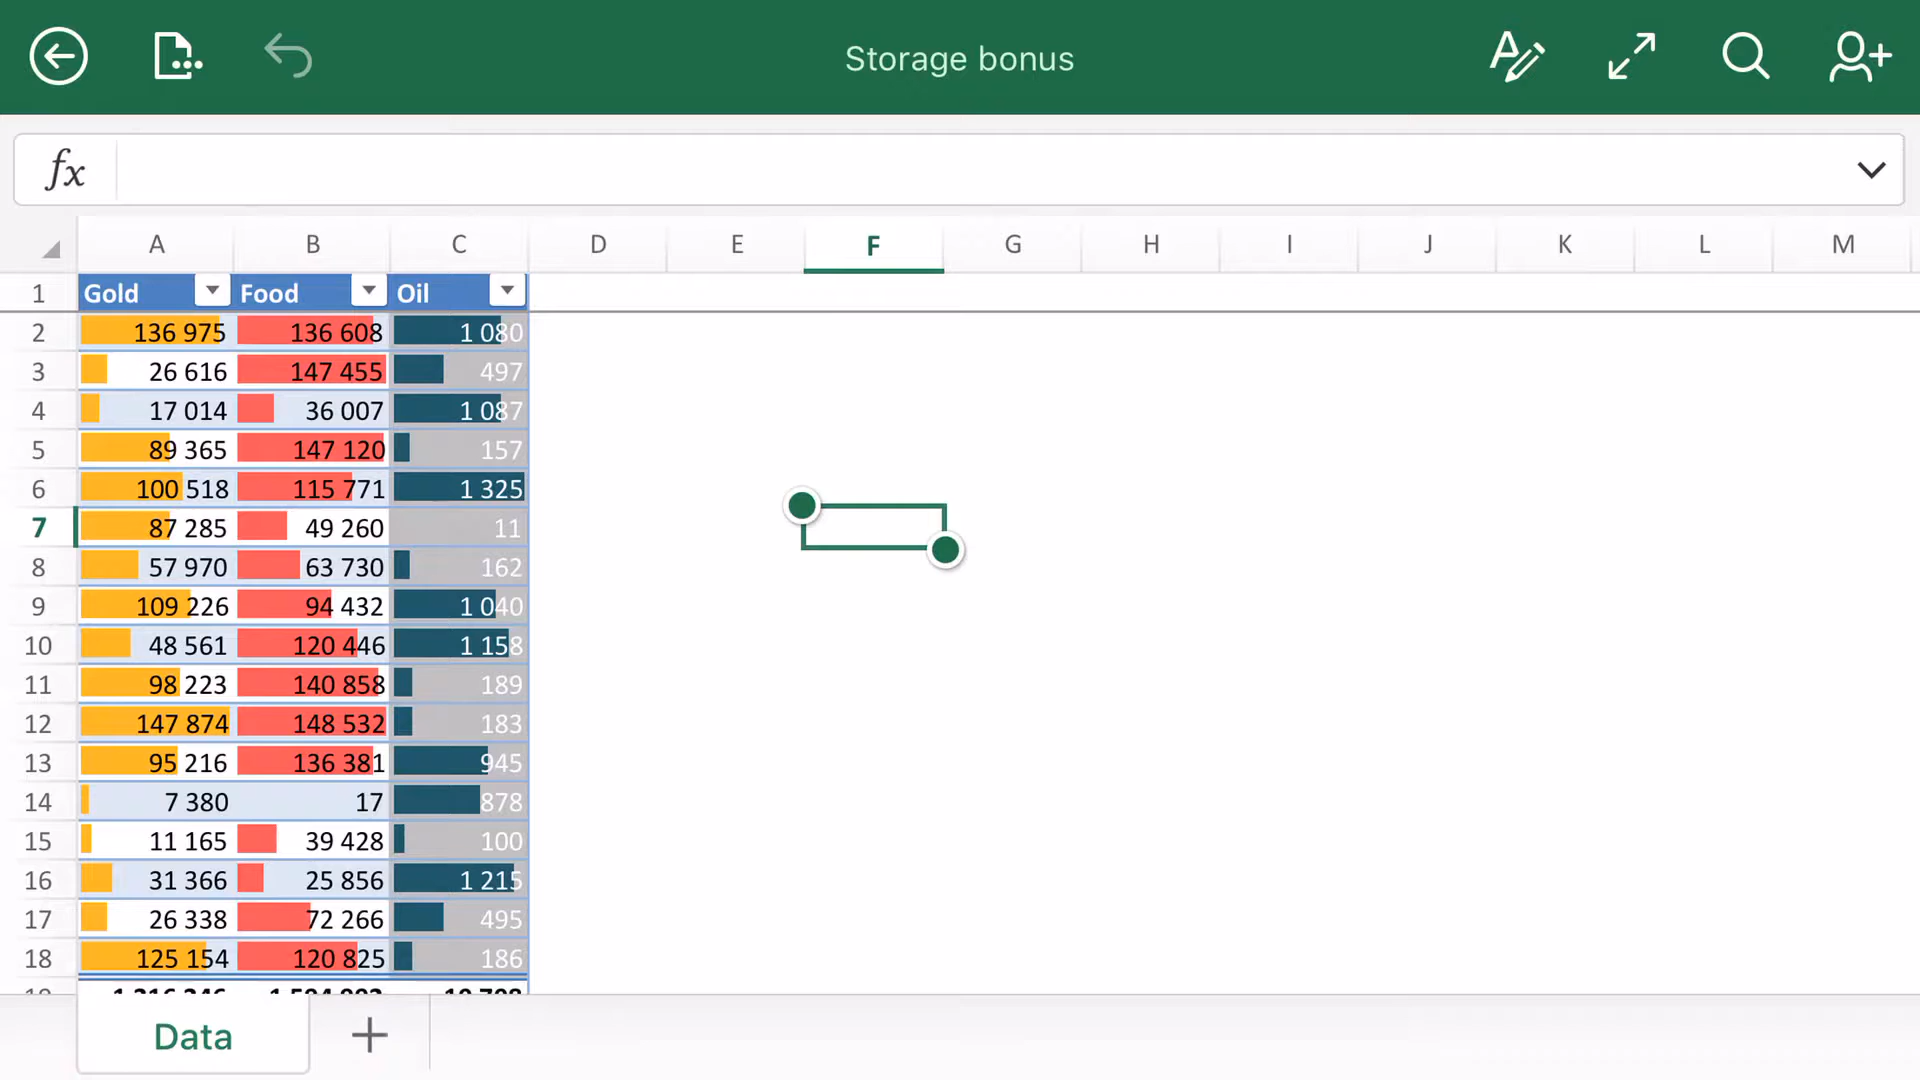 Storage bonus
fx
A B C D E F G H I J K L M
1 Gold Food Oil
2 136 975 136 608 1 080
3 26 616 147 455 497
4 17 014 36 007 1 087
5 89 365 147 120 157
6 100 518 115 771 1 325
7 87 285 49 260 11
8 57 970 63 730 162
9 109 226 94 432 1 040
10 48 561 120 446 1 158
11 98 223 140 858 189
12 147 874 148 532 183
13 95 216 136 381 945
14 7 380 17 878
15 11 165 39 428 100
16 31 366 25 856 1 215
17 26 338 72 266 495
18 125 154 120 825 186
Data